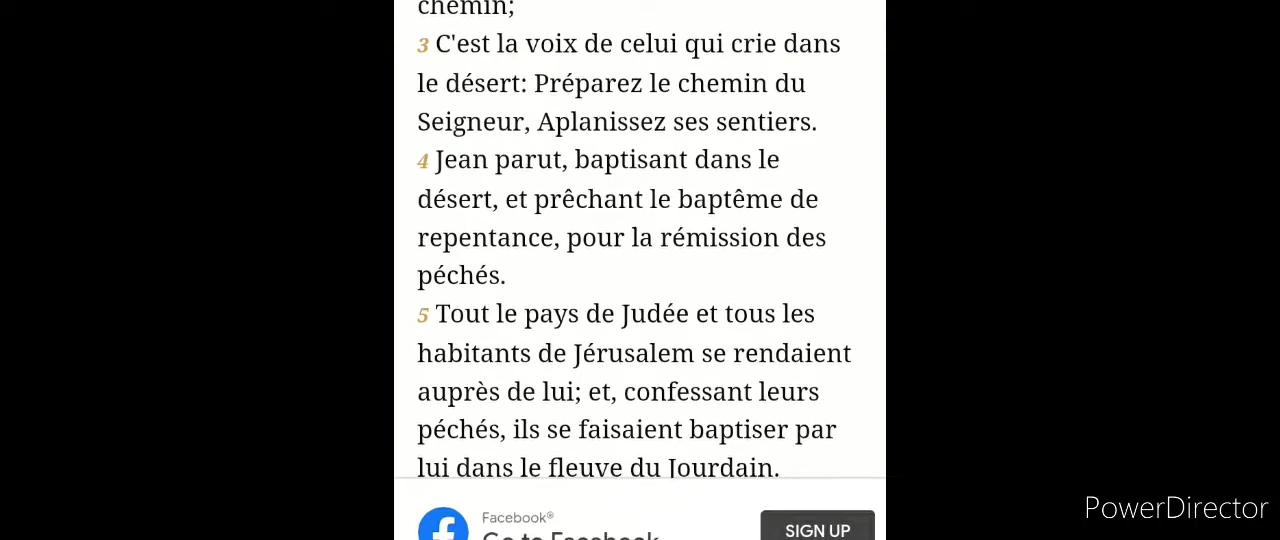 chemin;
3 C'est la voix de celui qui crie dans
le désert: Préparez le chemin du
Seigneur, Aplanissez ses sentiers.
4 Jean parut, baptisant dans le
désert, et prêchant le baptême de
repentance, pour la rémission des
péchés.
5 Tout le pays de Judée et tous les
habitants de Jérusalem se rendaient
auprès de lui; et, confessant leurs
péchés, ils se faisaient baptiser par
lui dans le fleuve du Jourdain.
Facebook®
Go to Facebook
SIGN UP
PowerDirector